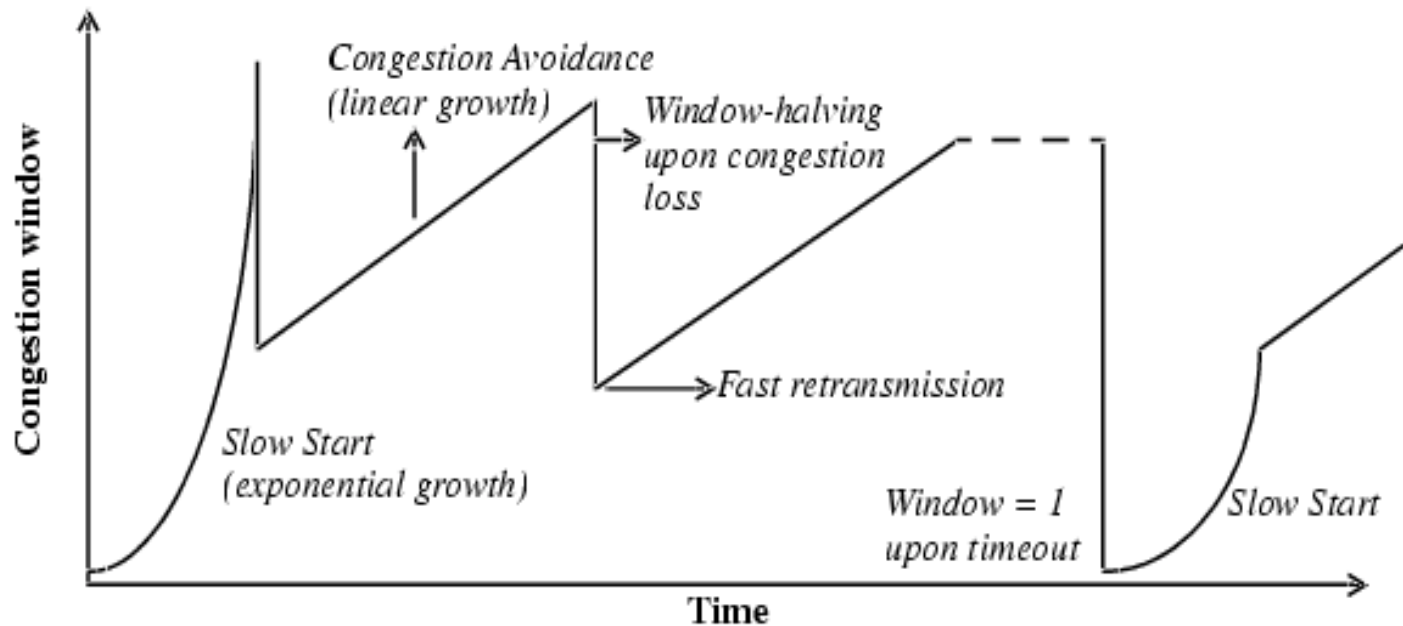 Congestion window
Congestion Avoidance
(linear growth)
Window-halving
upon congestion
loss
Fast retransmission
Slow Start
(exponential growth)
Window = 1
upon timeout
Slow Start
Time